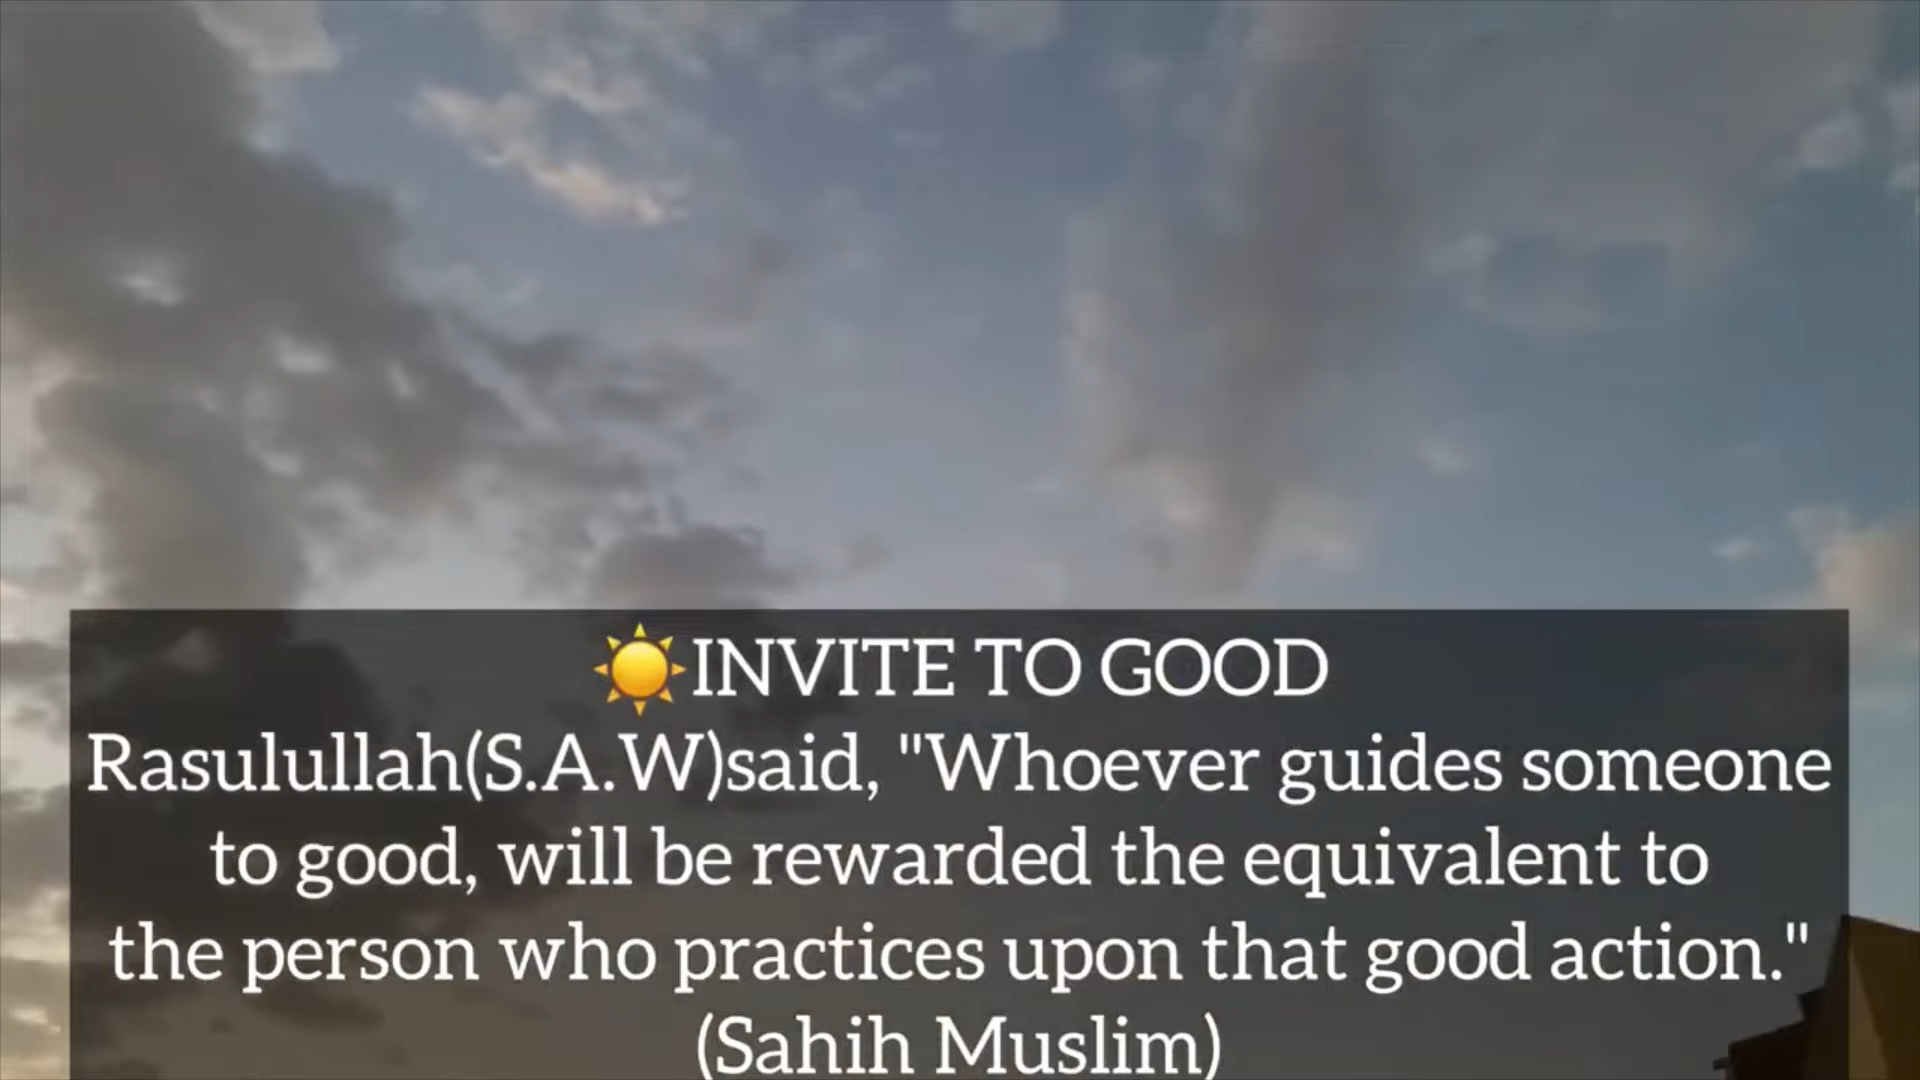 ☀️INVITE TO GOOD
Rasulullah(S.A.W)said, "Whoever guides someone
to good, will be rewarded the equivalent to
the person who practices upon that good action."
(Sahih Muslim)